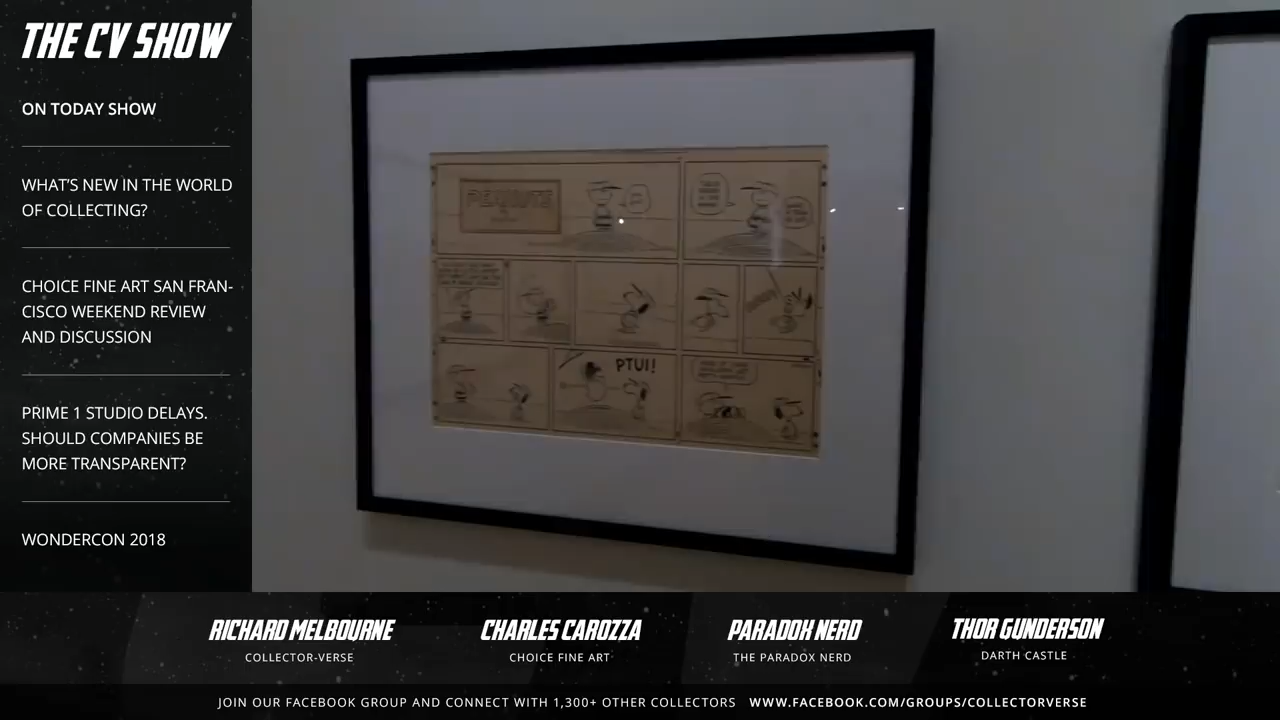 THE CV SHOW
ON TODAY SHOW
WHAT'S NEW IN THE WORLD
OF COLLECTING?
CHOICE FINE ART SAN FRAN-
CISCO WEEKEND REVIEW
AND DISCUSSION
PRIME 1 STUDIO DELAYS.
SHOULD COMPANIES BE
MORE TRANSPARENT?
WONDERCON 2018
PEANUTS
PTUI!
RICHARD MELBOURNE
COLLECTOR-VERSE
CHARLES CAROZZA
CHOICE FINE ART
PARADOX NERD
THE PARADOX NERD
THOR GUNDERSON
DARTH CASTLE
JOIN OUR FACEBOOK GROUP AND CONNECT WITH 1,300+ OTHER COLLECTORS WWW.FACEBOOK.COM/GROUPS/COLLECTORVERSE